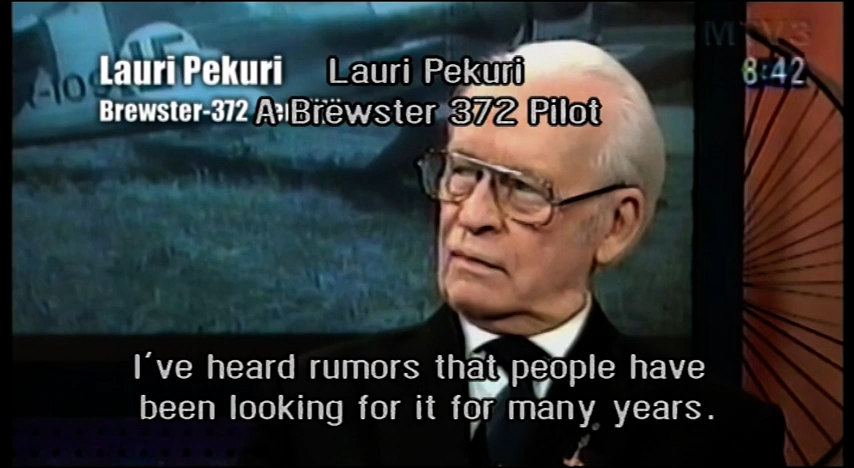 MTV3
8:42
Lauri Pekuri
Brewster-372
Lauri Pekuri
A Brewster 372 Pilot
I've heard rumors that people have
been looking for it for many years.